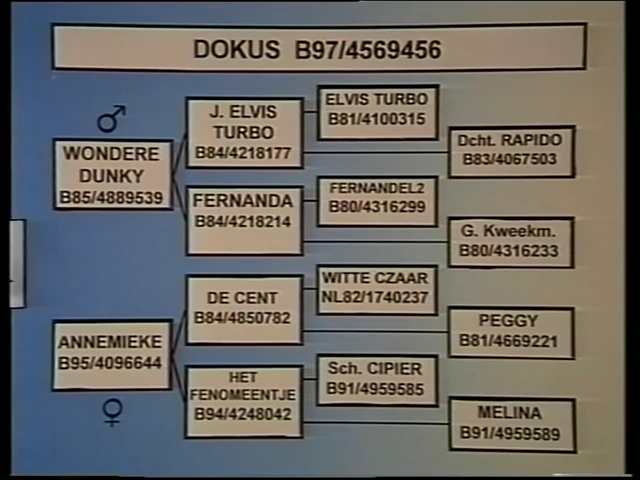 DOKUS B97/4569456
♂
WONDERE
DUNKY
B85/4889539
J. ELVIS
TURBO
B84/4218177
FERNANDA
B84/4218214
ELVIS TURBO
B81/4100315
Dcht. RAPIDO
B83/4067503
FERNANDEL2
B80/4316299
G. Kweekm.
B80/4316233
ANNEMIEKE
B95/4096644
♀
DE CENT
B84/4850782
HET
FENOMEENTJE
B94/4248042
WITTE CZAAR
NL82/1740237
PEGGY
B81/4669221
Sch. CIPIER
B91/4959585
MELINA
B91/4959589